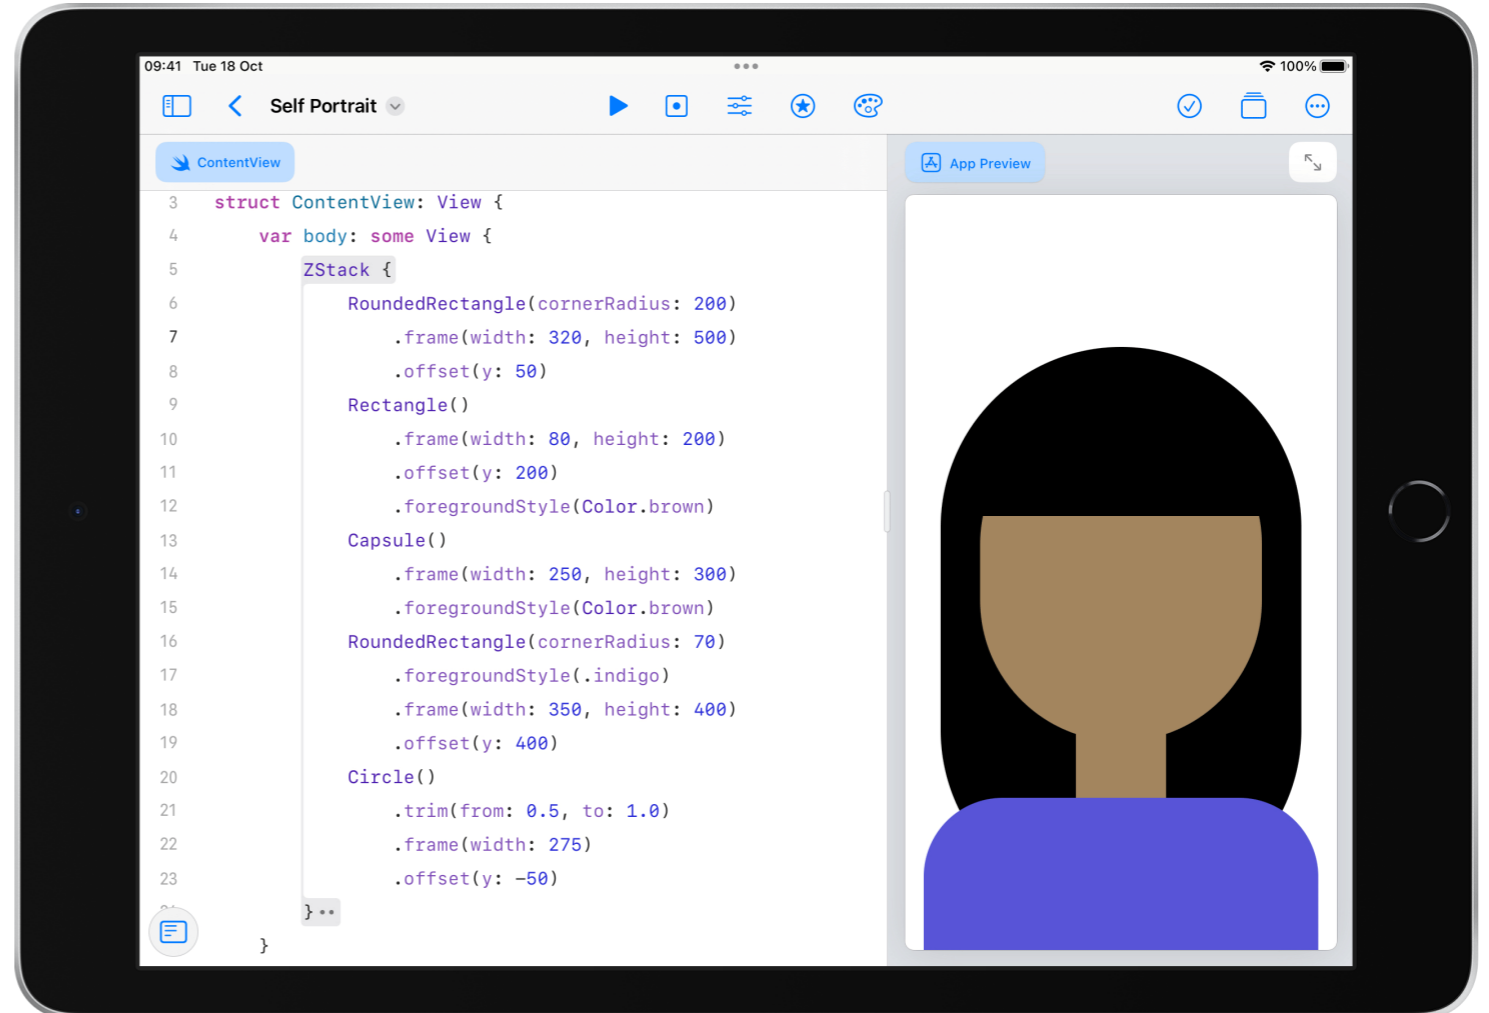 09:41 Tue 18 Oct
100%
Self Portrait
ContentView
App Preview
3 struct ContentView: View {
4 var body: some View {
5 ZStack {
6 RoundedRectangle(cornerRadius: 200)
7 .frame(width: 320, height: 500)
8 .offset(y: 50)
9 Rectangle()
10 .frame(width: 80, height: 200)
11 .offset(y: 200)
12 .foregroundStyle(Color.brown)
13 Capsule()
14 .frame(width: 250, height: 300)
15 .foregroundStyle(Color.brown)
16 RoundedRectangle(cornerRadius: 70)
17 .foregroundStyle(.indigo)
18 .frame(width: 350, height: 400)
19 .offset(y: 400)
20 Circle()
21 .trim(from: 0.5, to: 1.0)
22 .frame(width: 275)
23 .offset(y: −50)
}
}